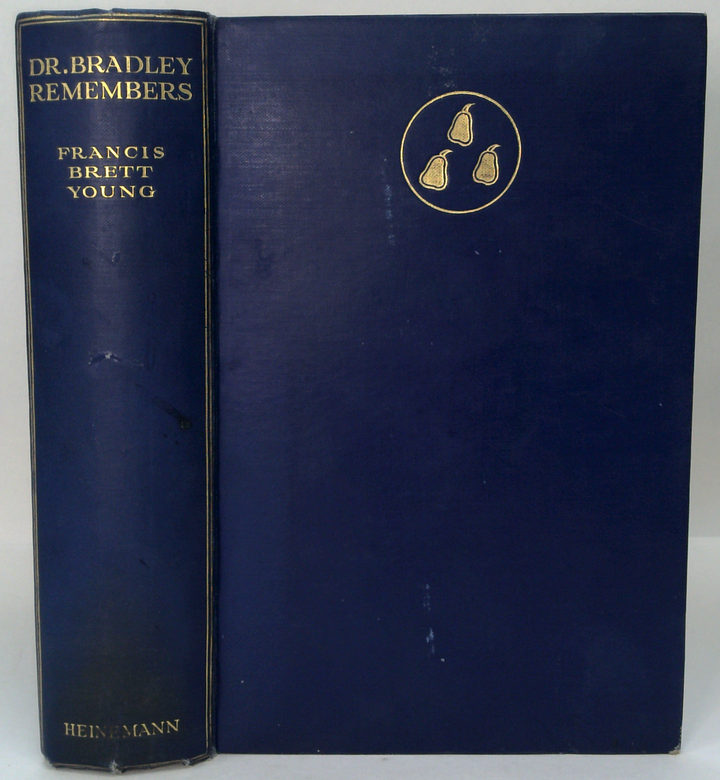 DR. BRADLEY
REMEMBERS
FRANCIS
BRETT
YOUNG
HEINEMANN